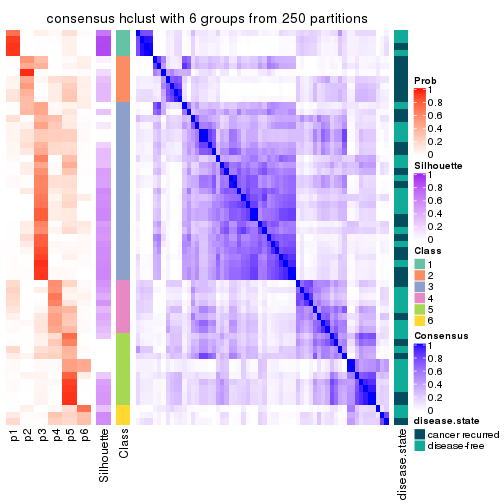 consensus hclust with 6 groups from 250 partitions
Prob
1
0.8
0.6
0.4
0.2
0
Silhouette
1
0.8
0.6
0.4
0.2
0
Class
1
2
3
4
5
6
Consensus
1
0.8
0.6
0.4
0.2
0
disease.state
cancer recurred
disease-free
p1
p2
p3
p4
p5
p6
Silhouette
Class
disease.state